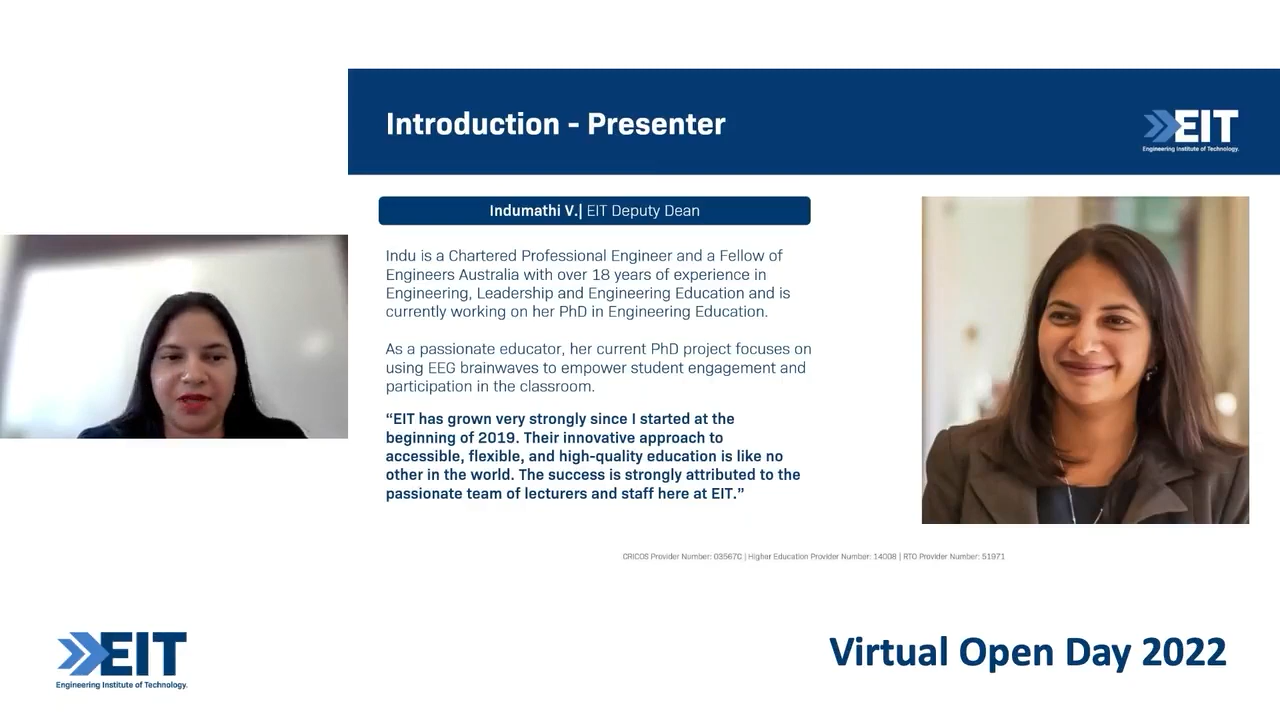 Introduction - Presenter
EIT
Engineering Institute of Technology.
Indumathi V.| EIT Deputy Dean
Indu is a Chartered Professional Engineer and a Fellow of
Engineers Australia with over 18 years of experience in
Engineering, Leadership and Engineering Education and is
currently working on her PhD in Engineering Education.
As a passionate educator, her current PhD project focuses on
using EEG brainwaves to empower student engagement and
participation in the classroom.
“EIT has grown very strongly since I started at the
beginning of 2019. Their innovative approach to
accessible, flexible, and high-quality education is like no
other in the world. The success is strongly attributed to the
passionate team of lecturers and staff here at EIT.”
CRICOS Provider Number: 03567C | Higher Education Provider Number: 14008 | RTO Provider Number: 51971
EIT
Engineering Institute of Technology.
Virtual Open Day 2022